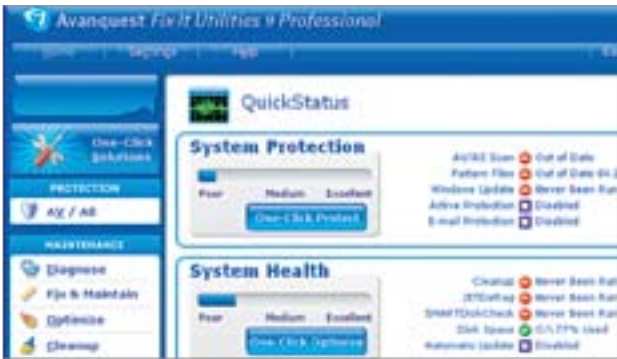 Avanquest Fix-It Utilities 9 Professional
Settings Help
QuickStatus
One-Click
Solutions
PROTECTION
AV / AS
MAINTENANCE
Diagnose
Fix & Maintain
Optimize
Cleanup
System Protection
Poor Medium Excellent
One-Click Protect
AV/AS Scan Out of Date
Pattern Files Out of Date
Windows Update Never Been Run
Active Protection Disabled
E-mail Protection Disabled
System Health
Poor Medium Excellent
One-Click Optimize
Cleanup Never Been Run
JETDefrag Never Been Run
SMARTDiskCheck Never Been Run
Disk Space C:\ 77% Used
Automatic Update Disabled